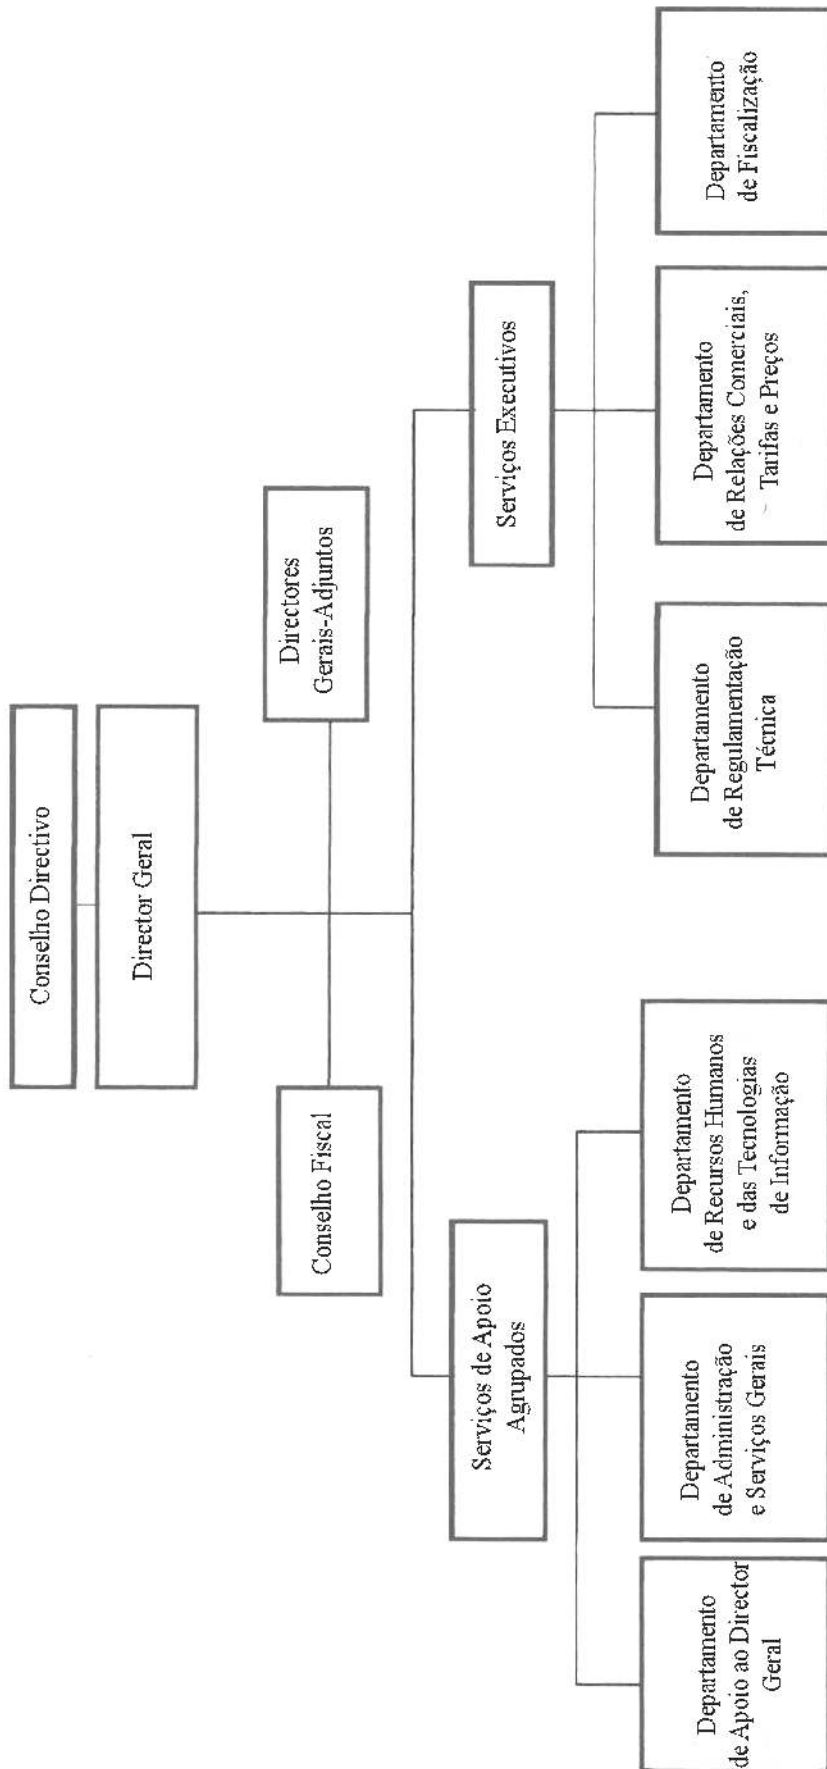 Conselho Directivo
Director Geral
Conselho Fiscal
Directores
Gerais-Adjuntos
Serviços de Apoio
Agrupados
Serviços Executivos
Departamento
de Apoio ao Director
Geral
Departamento
de Administração
e Serviços Gerais
Departamento
de Recursos Humanos
e das Tecnologias
de Informação
Departamento
de Regulamentação
Técnica
Departamento
de Relações Comerciais,
Tarifas e Preços
Departamento
de Fiscalização